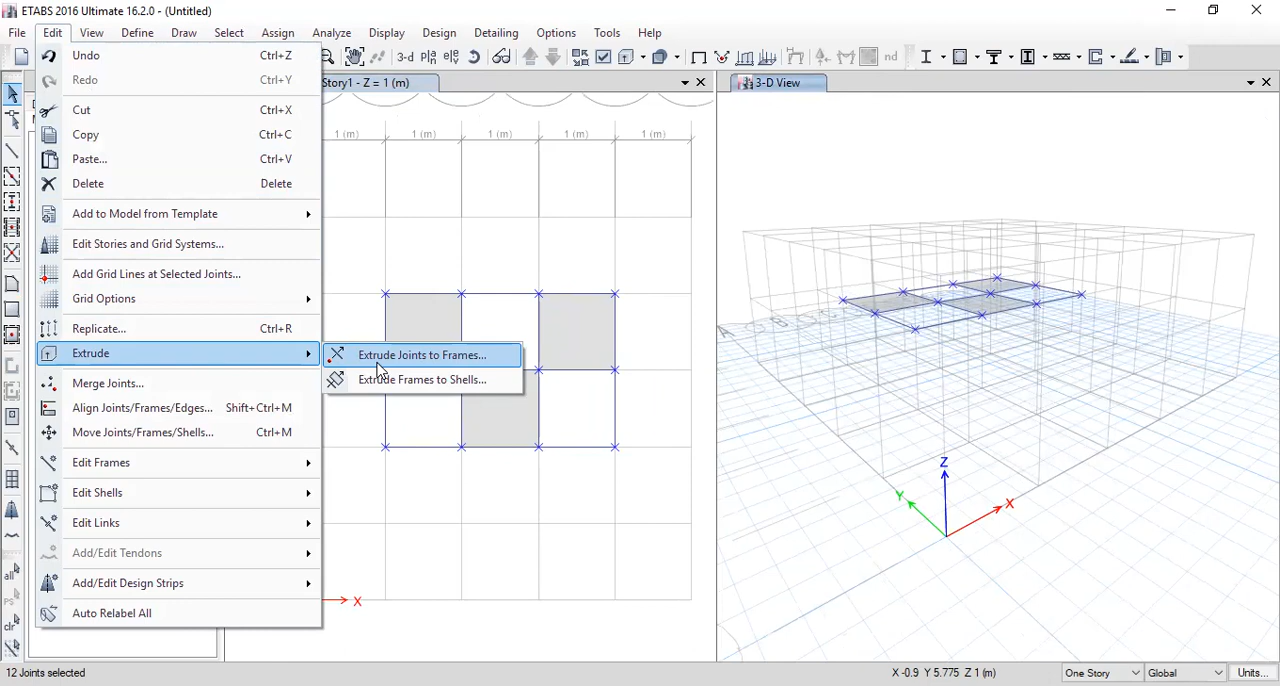 ETABS 2016 Ultimate 16.2.0 - (Untitled)
File Edit View Define Draw Select Assign Analyze Display Design Detailing Options Tools Help
3-d nd
Story1 - Z = 1 (m)
3-D View
Undo Ctrl+Z
Redo Ctrl+Y
Cut Ctrl+X
Copy Ctrl+C
Paste... Ctrl+V
Delete Delete
Add to Model from Template
Edit Stories and Grid Systems...
Add Grid Lines at Selected Joints...
Grid Options
Replicate... Ctrl+R
Extrude
Merge Joints...
Align Joints/Frames/Edges... Shift+Ctrl+M
Move Joints/Frames/Shells... Ctrl+M
Edit Frames
Edit Shells
Edit Links
Add/Edit Tendons
Add/Edit Design Strips
Auto Relabel All
Extrude Joints to Frames...
Extrude Frames to Shells...
1 (m) 1 (m) 1 (m) 1 (m) 1 (m)
X
Z
Y
X
all
clr
12 Joints selected
X -0.9 Y 5.775 Z 1 (m)
One Story
Global
Units...